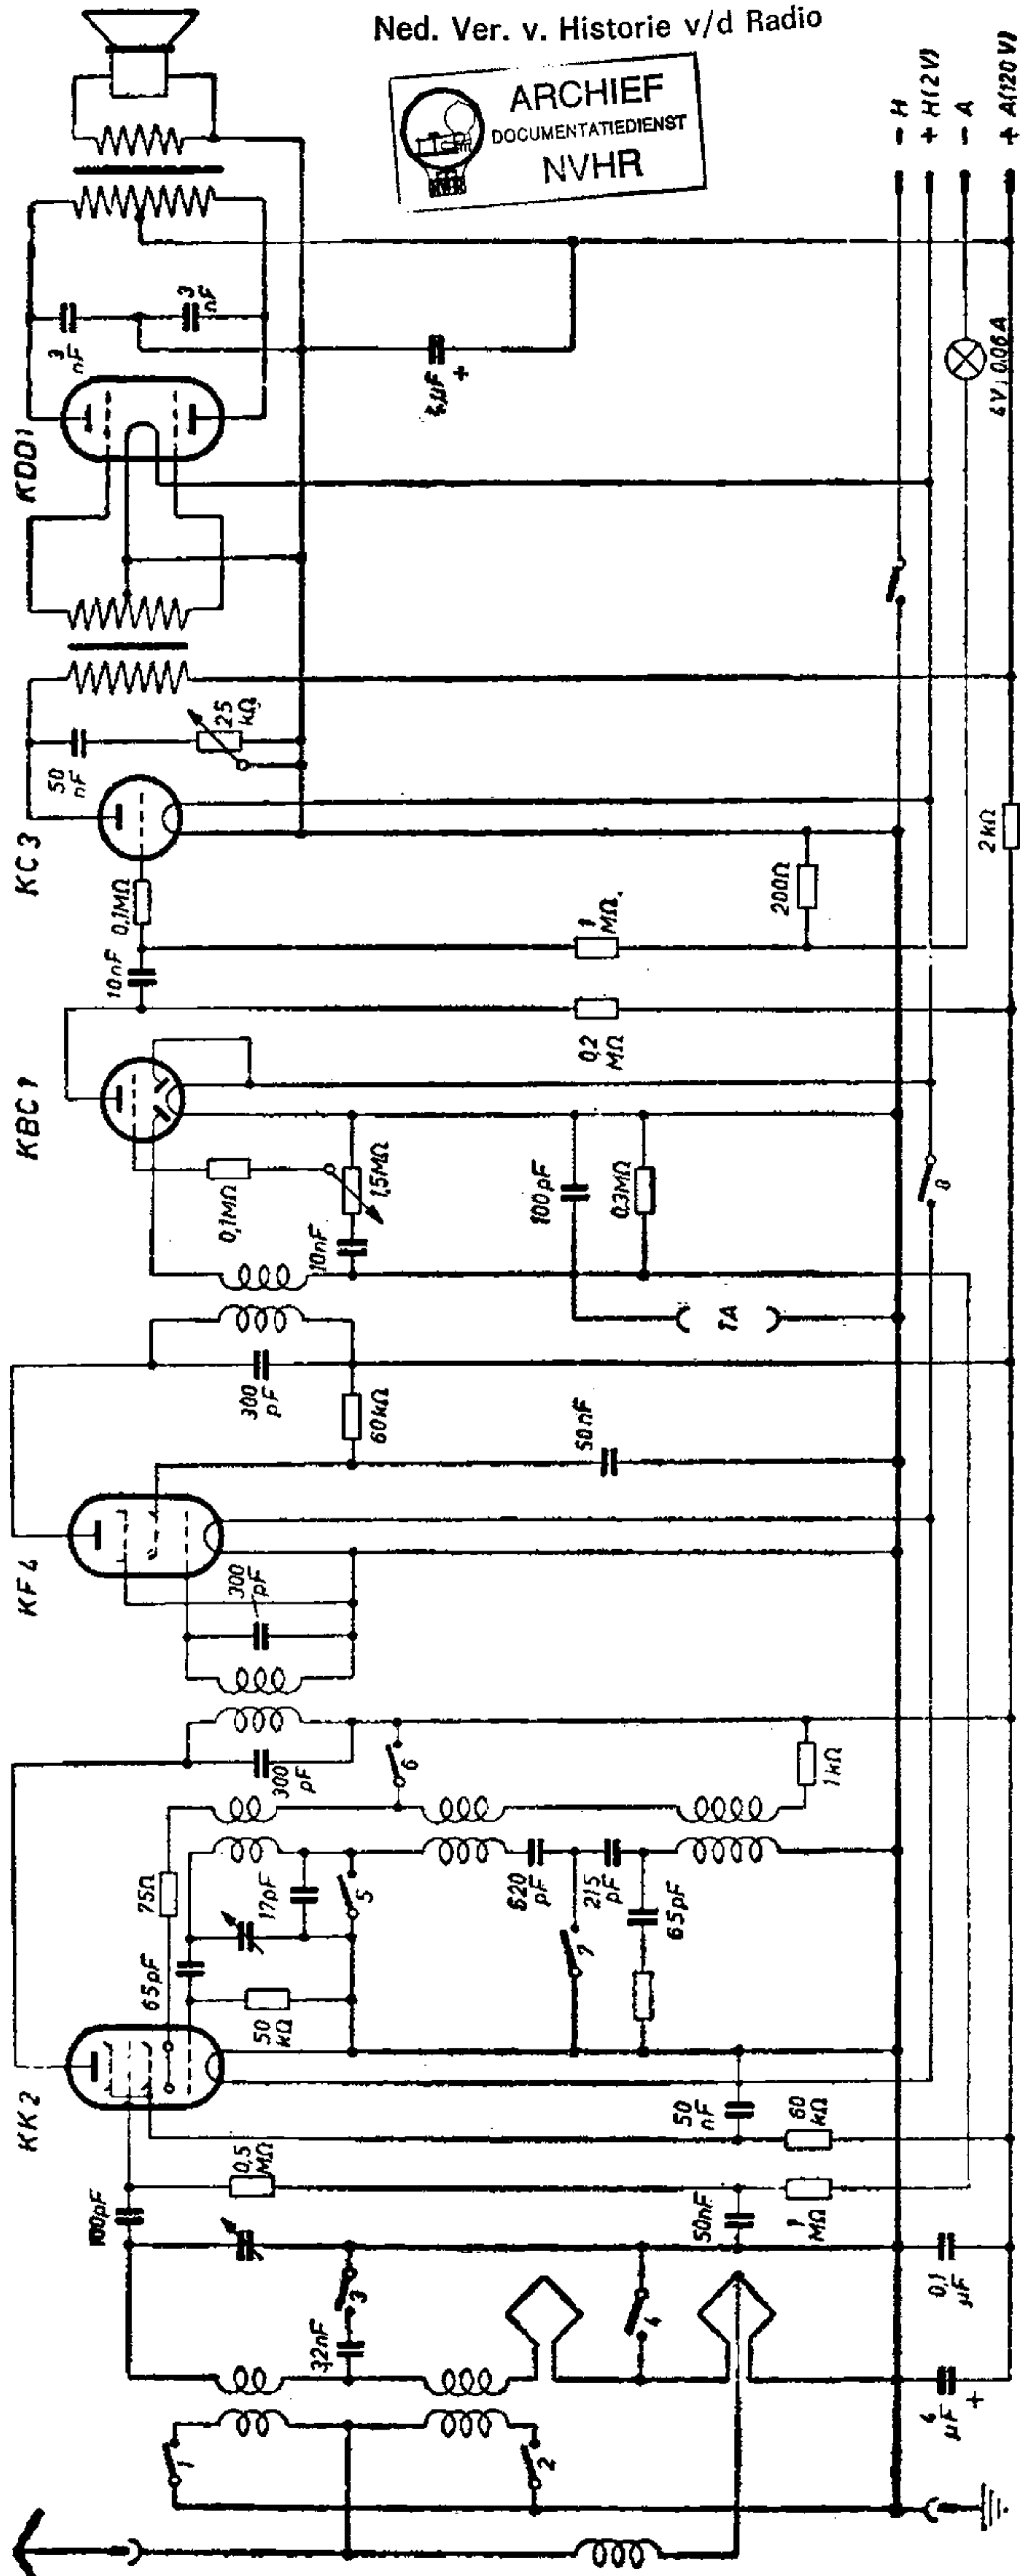 Ned. Ver. v. Historie v/d Radio
ARCHIEF
DOCUMENTATIEDIENST
NVHR
- H
+ H(2V)
- A
+ A(120V)
4V; 0,06A
KDD1
3
nF
3
nF
+
KC3
50
nF
25
kΩ
0,1MΩ
10nF
1
MΩ
200Ω
2kΩ
KBC1
0,2
MΩ
0,1MΩ
1,5MΩ
10nF
100pF
0,3MΩ
TA
8
KF4
300
pF
60kΩ
50nF
300
pF
300
pF
6
1kΩ
KK2
75Ω
65pF
17pF
50
kΩ
5
620
pF
7
215
pF
65pF
50
nF
60
kΩ
100pF
0,5
MΩ
50nF
1
MΩ
3
32nF
4
0,1
µF
4
µF
+
1
2